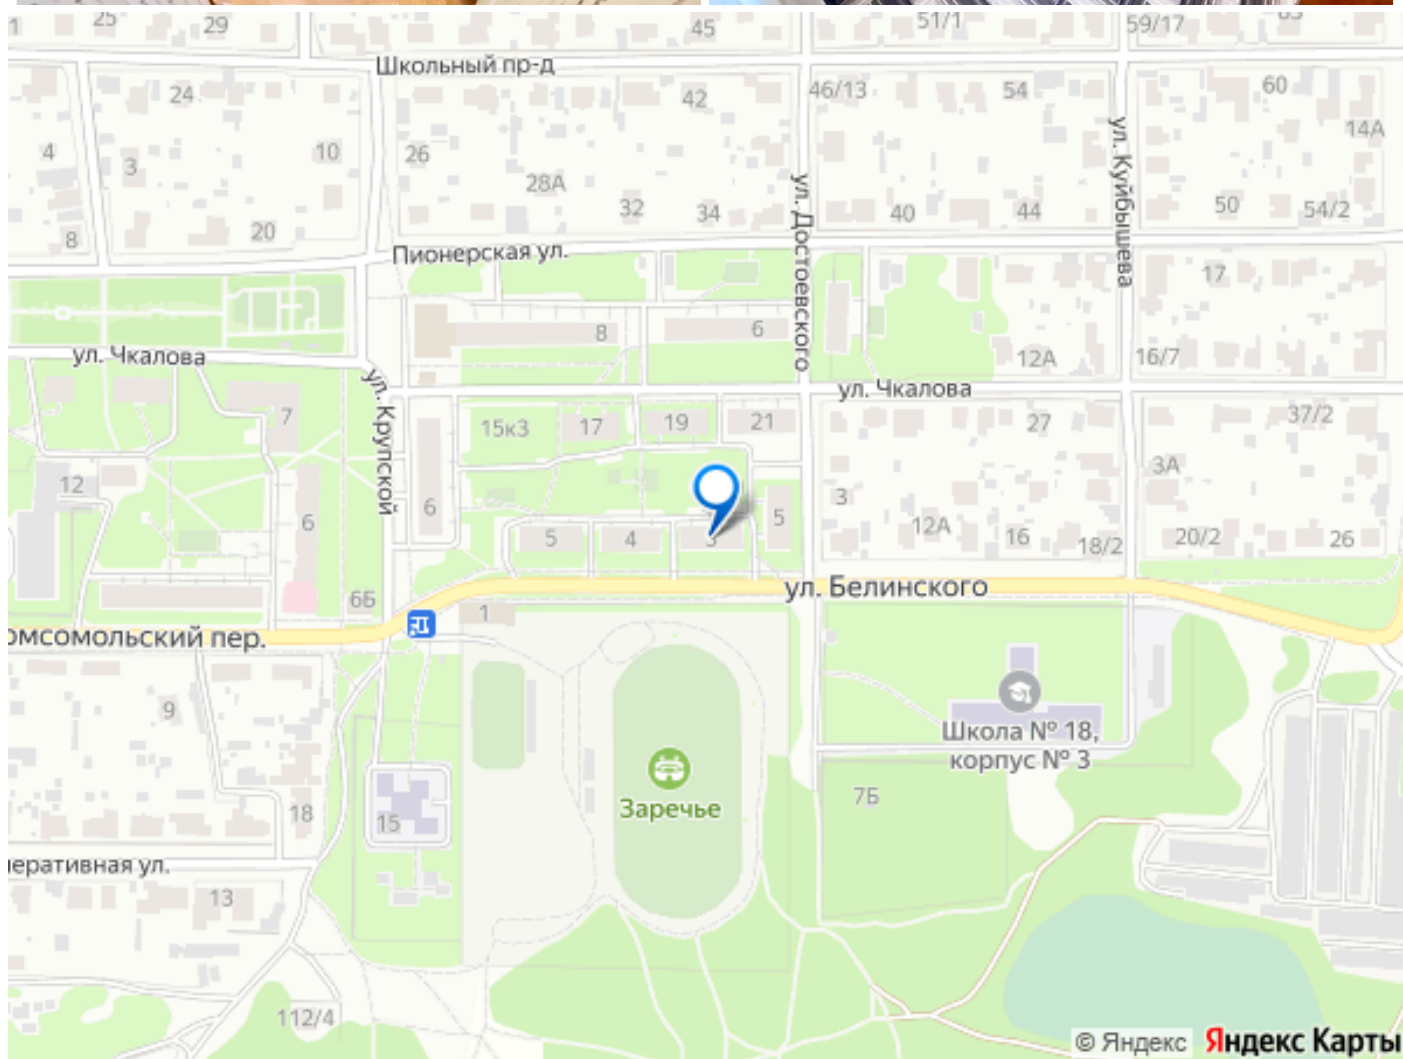 1 25 29 45 51/1 59/17
Школьный пр-д
24 42 46/13 54 60
14А
4 3 10 26 ул. Куйбышева
28А ул. Достоевского
32 34 40 44 50 54/2
8 20
Пионерская ул.
17
8 6
ул. Чкалова 12А 16/7
ул. Крупской ул. Чкалова
7 15к3 17 19 21 27 37/2
3А
12 3
6 6 5 12А 16 18/2 20/2 26
5 4 3
ул. Белинского
6Б
1
омсомольский пер.
9
Школа № 18,
корпус № 3
Заречье
7Б
18 15
еративная ул.
13
112/4
© Яндекс Яндекс Карты